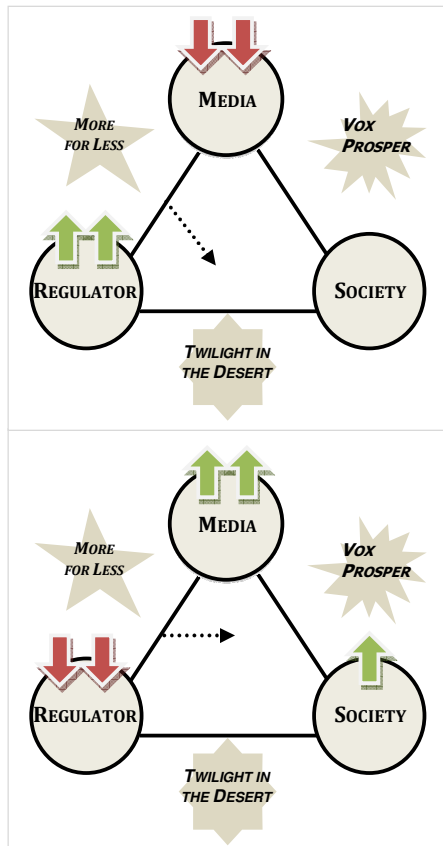 MEDIA
MORE
FOR LESS
VOX
PROSPER
REGULATOR
SOCIETY
TWILIGHT IN
THE DESERT
MEDIA
MORE
FOR LESS
VOX
PROSPER
REGULATOR
SOCIETY
TWILIGHT IN
THE DESERT